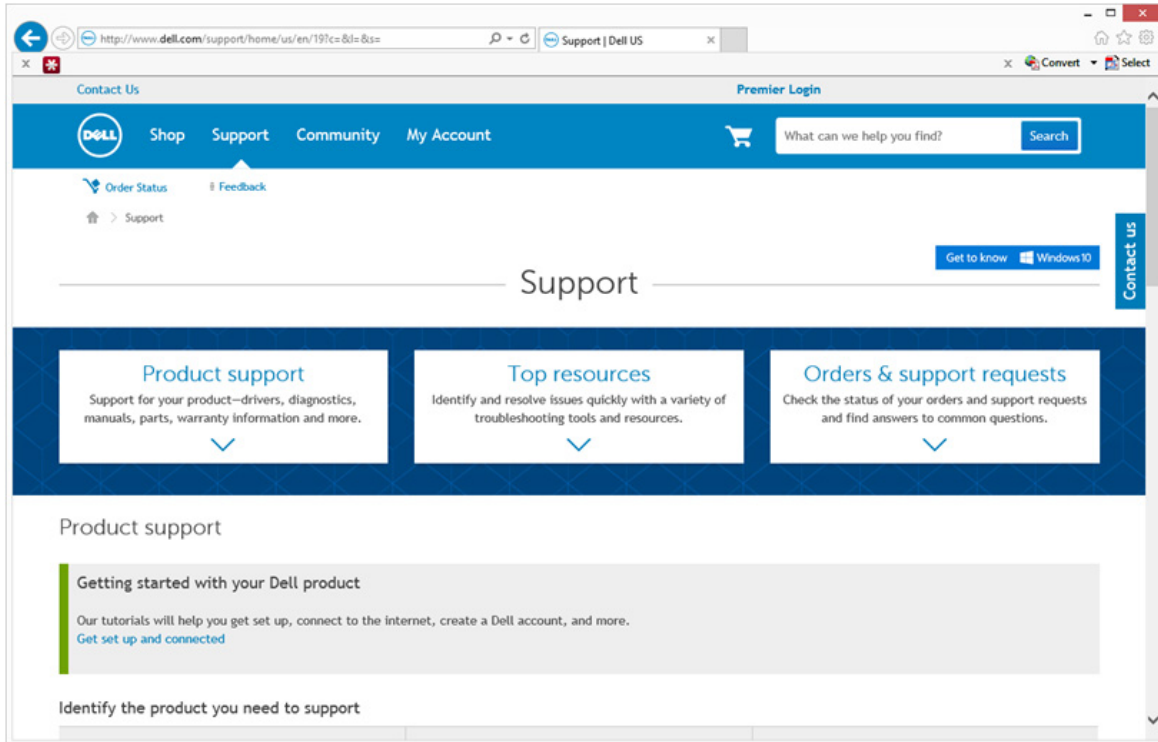 http://www.dell.com/support/home/us/en/19?c=&l=&s=
Support | Dell US
Convert
Select
Contact Us
Premier Login
DELL
Shop
Support
Community
My Account
What can we help you find?
Search
Order Status
Feedback
Support
Contact us
Get to know Windows 10
Support
Product support
Support for your product—drivers, diagnostics,
manuals, parts, warranty information and more.
Top resources
Identify and resolve issues quickly with a variety of
troubleshooting tools and resources.
Orders & support requests
Check the status of your orders and support requests
and find answers to common questions.
Product support
Getting started with your Dell product
Our tutorials will help you get set up, connect to the internet, create a Dell account, and more.
Get set up and connected
Identify the product you need to support